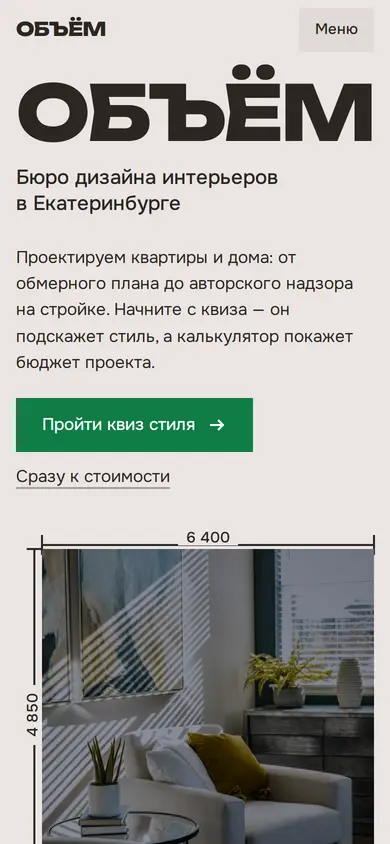 ОБЪЁМ
Меню
ОБЪЁМ
Бюро дизайна интерьеров
в Екатеринбурге
Проектируем квартиры и дома: от
обмерного плана до авторского надзора
на стройке. Начните с квиза — он
подскажет стиль, а калькулятор покажет
бюджет проекта.
Пройти квиз стиля →
Сразу к стоимости
6 400
4 850